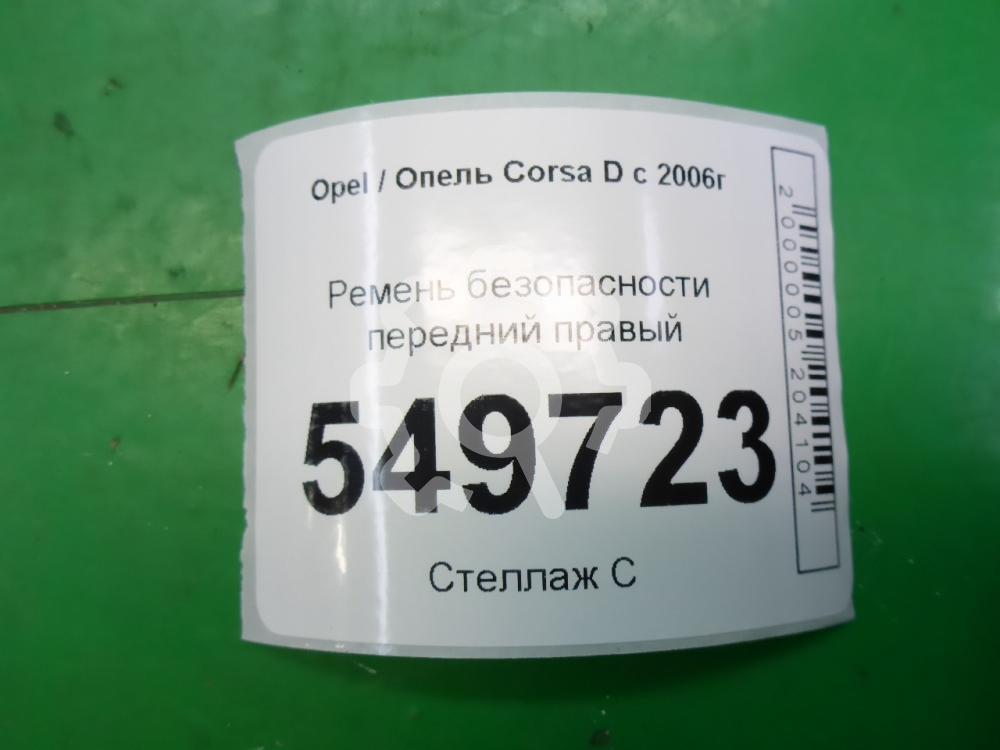 Opel / Опель Corsa D с 2006г
Ремень безопасности
передний правый
549723
Стеллаж С
2000005204104